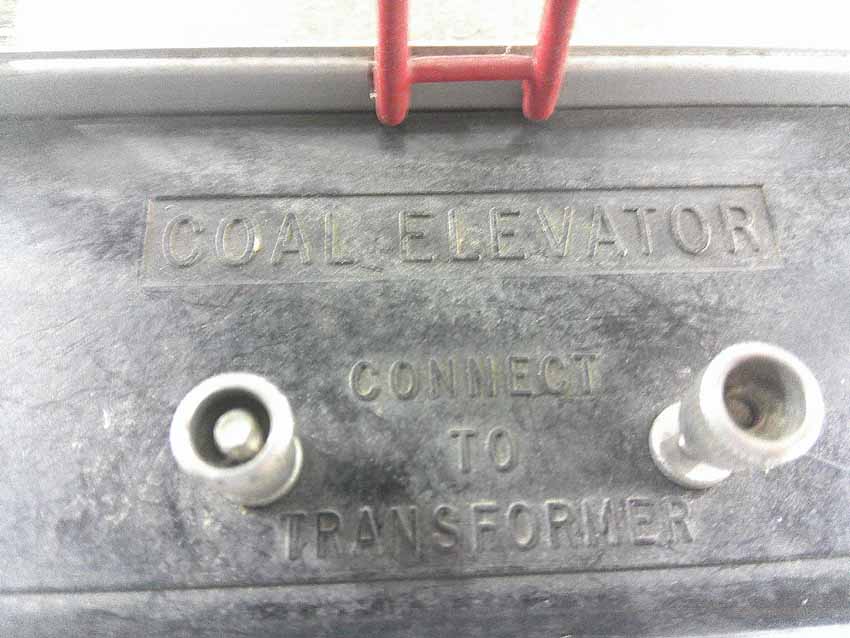 COAL ELEVATOR
CONNECT
TO
TRANSFORMER